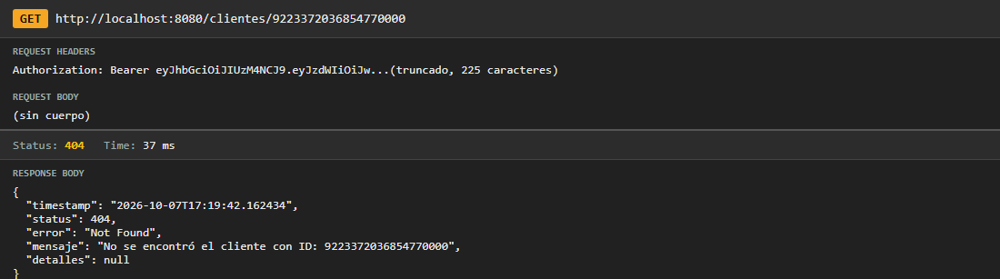 GET http://localhost:8080/clientes/9223372036854770000
REQUEST HEADERS
Authorization: Bearer eyJhbGciOiJIUzM4NCJ9.eyJzdWIiOiJw...(truncado, 225 caracteres)
REQUEST BODY
(sin cuerpo)
Status: 404 Time: 37 ms
RESPONSE BODY
{
"timestamp": "2026-10-07T17:19:42.162434",
"status": 404,
"error": "Not Found",
"mensaje": "No se encontró el cliente con ID: 9223372036854770000",
"detalles": null
}